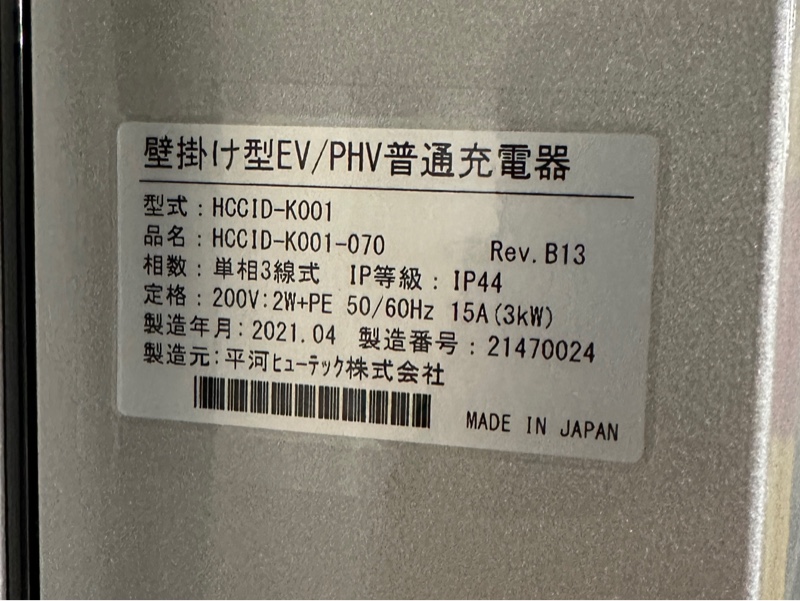 壁掛け型EV/PHV普通充電器
型式：HCCID-K001
品名：HCCID-K001-070 Rev.B13
相数：単相3線式 IP等級：IP44
定格：200V:2W+PE 50/60Hz 15A(3kW)
製造年月：2021.04 製造番号：21470024
製造元：平河ヒューテック株式会社
MADE IN JAPAN